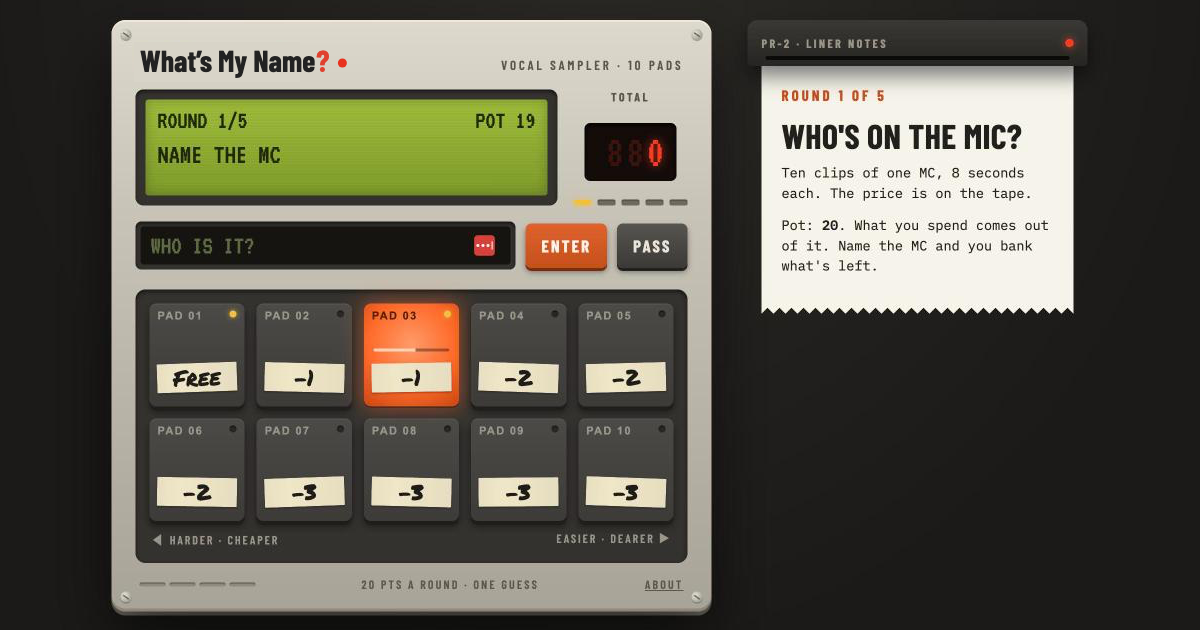 What's My Name?
VOCAL SAMPLER · 10 PADS
ROUND 1/5 POT 19
NAME THE MC
TOTAL
0
WHO IS IT?
ENTER
PASS
PAD 01
PAD 02
PAD 03
PAD 04
PAD 05
FREE
-1
-1
-2
-2
PAD 06
PAD 07
PAD 08
PAD 09
PAD 10
-2
-3
-3
-3
-3
◀ HARDER · CHEAPER
EASIER · DEARER ▶
20 PTS A ROUND · ONE GUESS
ABOUT
PR-2 · LINER NOTES
ROUND 1 OF 5
WHO'S ON THE MIC?
Ten clips of one MC, 8 seconds
each. The price is on the tape.
Pot: 20. What you spend comes out
of it. Name the MC and you bank
what's left.